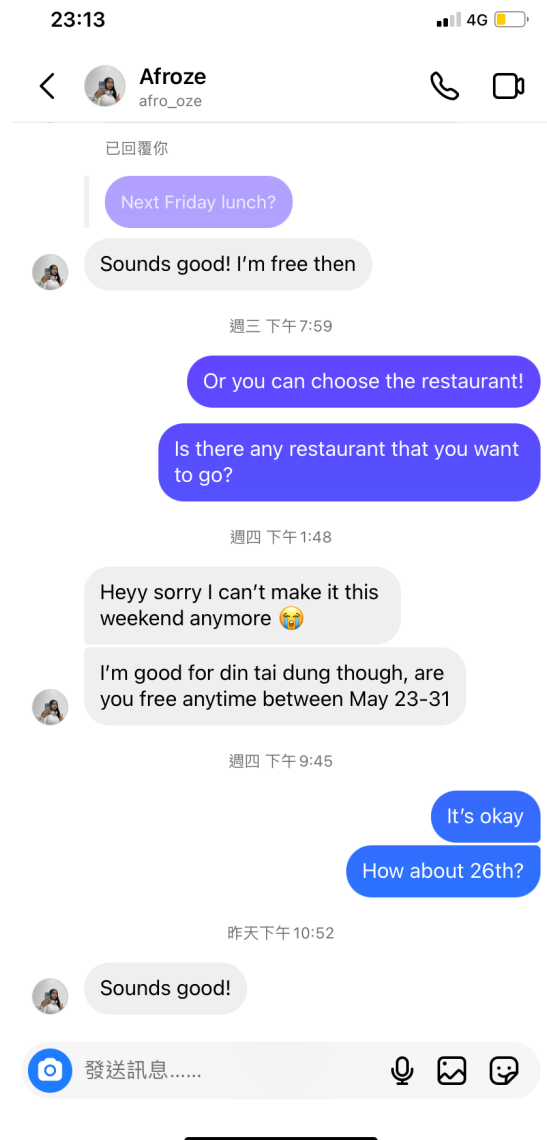 23:13
4G
Afroze
afro_oze
已回覆你
Next Friday lunch?
Sounds good! I'm free then
週三 下午7:59
Or you can choose the restaurant!
Is there any restaurant that you want
to go?
週四 下午1:48
Heyy sorry I can't make it this
weekend anymore 😭
I'm good for din tai dung though, are
you free anytime between May 23-31
週四 下午9:45
It's okay
How about 26th?
昨天下午10:52
Sounds good!
發送訊息......